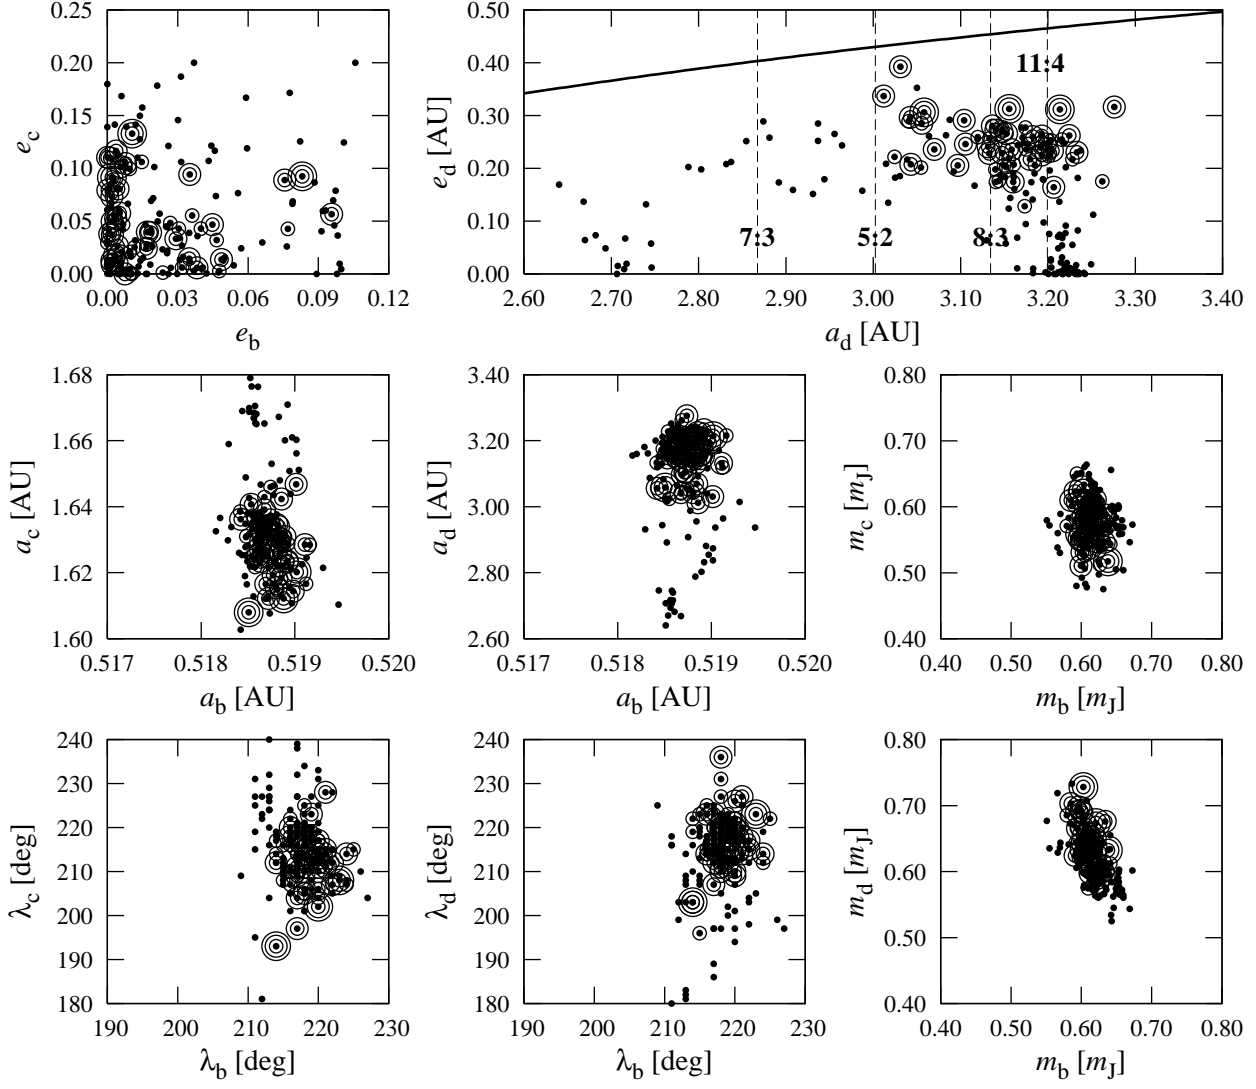 0.25
0.20
0.15
0.10
0.05
0.00
e_c
0.00 0.03 0.06 0.09 0.12
e_b
0.50
0.40
0.30
0.20
0.10
0.00
e_d [AU]
11:4
7:3 5:2 8:3
2.60 2.70 2.80 2.90 3.00 3.10 3.20 3.30 3.40
a_d [AU]
1.68
1.66
1.64
1.62
1.60
a_c [AU]
0.517 0.518 0.519 0.520
a_b [AU]
3.40
3.20
3.00
2.80
2.60
a_d [AU]
0.517 0.518 0.519 0.520
a_b [AU]
0.80
0.70
0.60
0.50
0.40
m_c [m_J]
0.40 0.50 0.60 0.70 0.80
m_b [m_J]
240
230
220
210
200
190
180
λ_c [deg]
190 200 210 220 230
λ_b [deg]
240
230
220
210
200
190
180
λ_d [deg]
190 200 210 220 230
λ_b [deg]
0.80
0.70
0.60
0.50
0.40
m_d [m_J]
0.40 0.50 0.60 0.70 0.80
m_b [m_J]